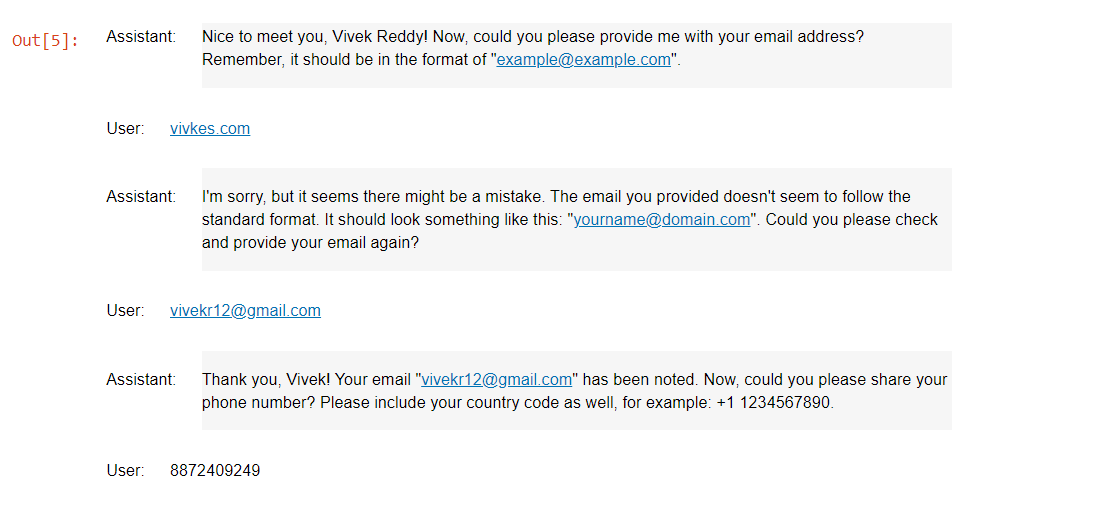 Out[5]:
Assistant: Nice to meet you, Vivek Reddy! Now, could you please provide me with your email address?
Remember, it should be in the format of "example@example.com".
User: vivkes.com
Assistant: I'm sorry, but it seems there might be a mistake. The email you provided doesn't seem to follow the
standard format. It should look something like this: "yourname@domain.com". Could you please check
and provide your email again?
User: vivekr12@gmail.com
Assistant: Thank you, Vivek! Your email "vivekr12@gmail.com" has been noted. Now, could you please share your
phone number? Please include your country code as well, for example: +1 1234567890.
User: 8872409249